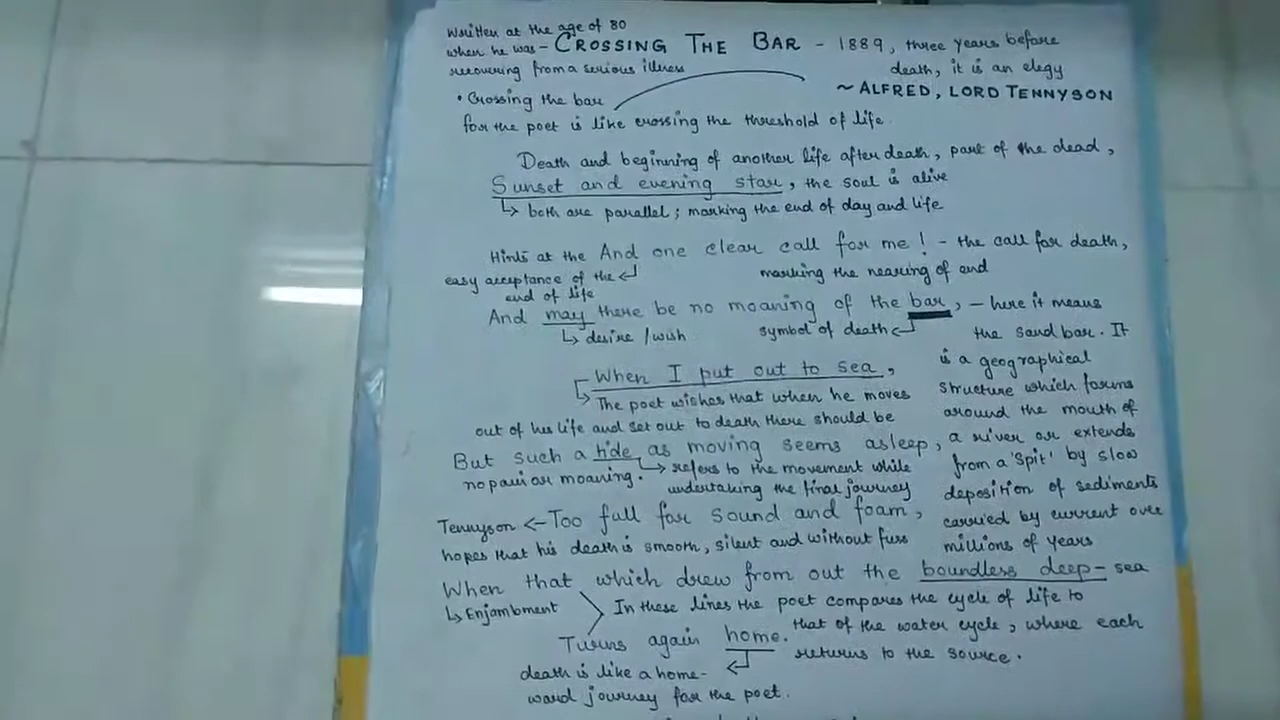 Written at the age of 80
when he was - CROSSING THE BAR - 1889, three years before
recovering from a serious illness death, it is an elegy
• Crossing the bar ~ ALFRED, LORD TENNYSON
for the poet is like crossing the threshold of life.
Death and beginning of another life after death, part of the dead,
Sunset and evening star, the soul is alive
↳ both are parallel; marking the end of day and life
Hints at the And one clear call for me! - the call for death,
easy acceptance of the marking the nearing of end
end of life
And may there be no moaning of the bar, - here it means
↳ desire/wish symbol of death the sand bar. It
is a geographical
When I put out to sea, structure which forms
↳ The poet wishes that when he moves around the mouth of
out of his life and set out to death there should be
But such a tide as moving seems asleep, a river or extends
no pain or moaning. ↳ refers to the movement while from a 'spit' by slow
undertaking the final journey deposition of sediments
Tennyson ← Too full for sound and foam, carried by current over
hopes that his death is smooth, silent and without fuss millions of years
When that which drew from out the boundless deep - sea
↳ Enjambment In these lines the poet compares the cycle of life to
Turns again home. that of the water cycle, where each
death is like a home- returns to the source.
ward journey for the poet.